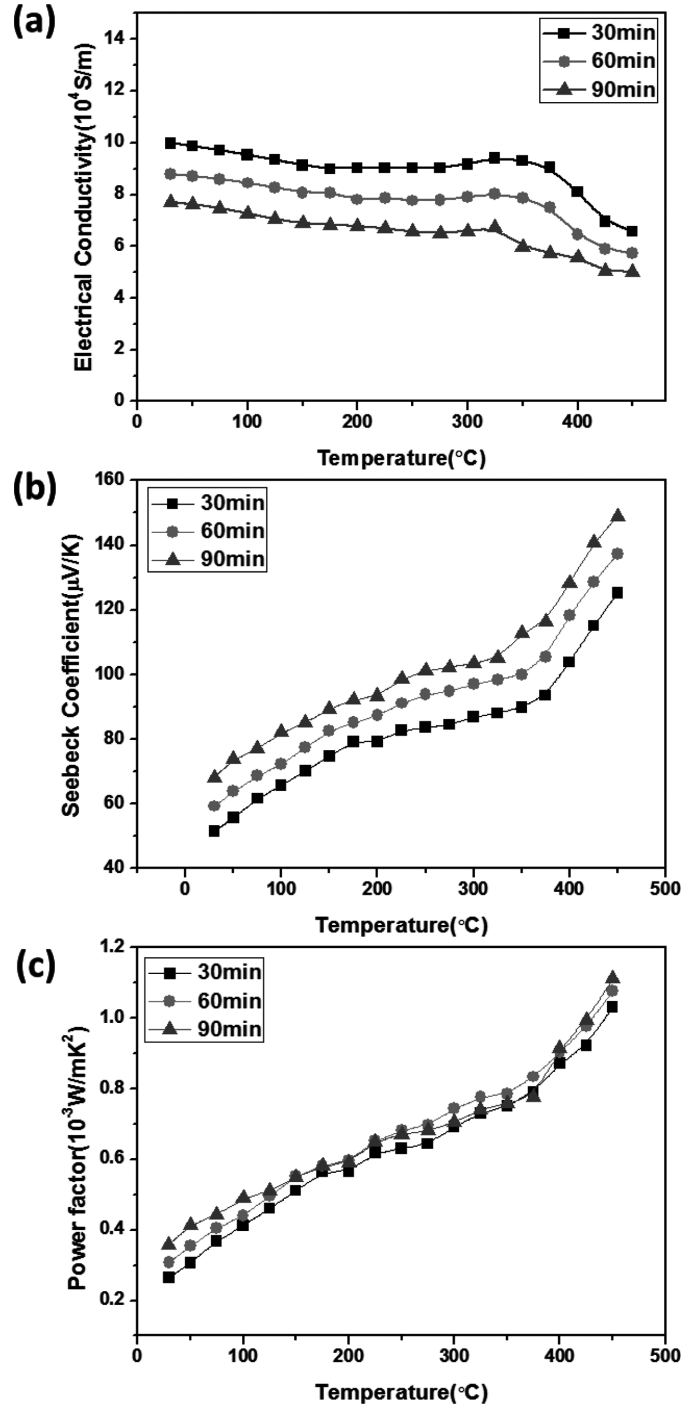 (a)
30min
60min
90min
14
12
10
8
6
4
2
0
Electrical Conductivity(10⁴S/m)
0 100 200 300 400
Temperature(°C)
(b)
30min
60min
90min
160
140
120
100
80
60
40
Seebeck Coefficient(μV/K)
0 100 200 300 400 500
Temperature(°C)
(c)
30min
60min
90min
1.2
1.0
0.8
0.6
0.4
0.2
Power factor(10⁻³W/mK²)
0 100 200 300 400 500
Temperature(°C)